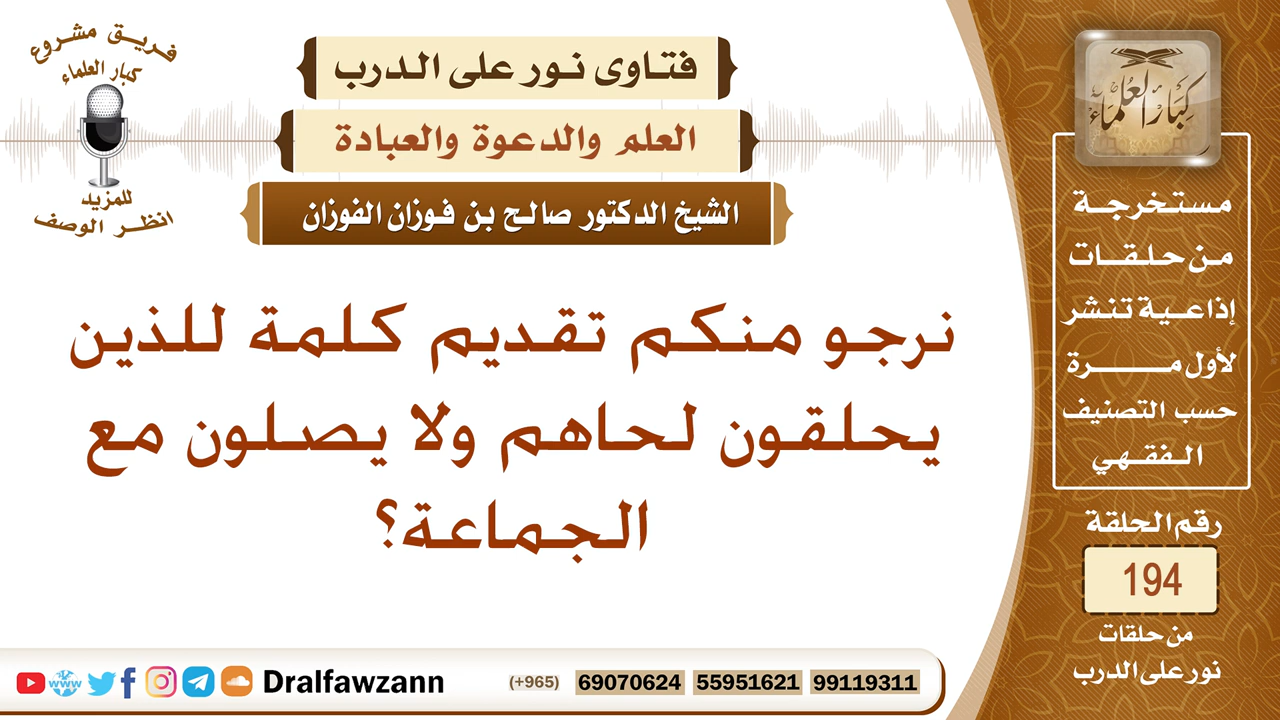 فريق مشروع
كبار العلماء
للمزيد
انظر الوصف
فتاوى نور على الدرب
العلم والدعوة والعبادة
الشيخ الدكتور صالح بن فوزان الفوزان
نرجو منكم تقديم كلمة للذين
يحلقون لحاهم ولا يصلون مع
الجماعة؟
كبار العلماء
مستخرجة
من حلقات
إذاعية تنشر
لأول مرة
حسب التصنيف
الفقهي
رقم الحلقة
194
من حلقات
نور على الدرب
www
Dralfawzann
(+965) 69070624 55951621 99119311